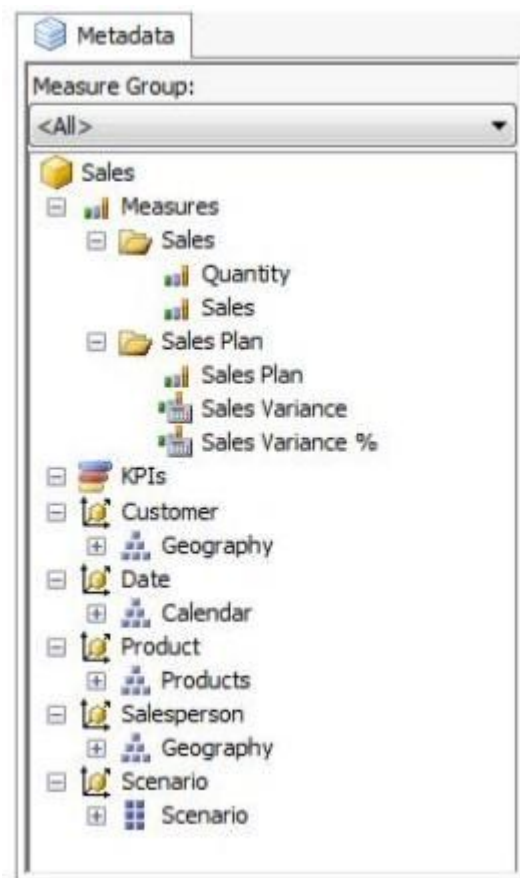 Metadata
Measure Group:
<All>
Sales
Measures
Sales
Quantity
Sales
Sales Plan
Sales Plan
Sales Variance
Sales Variance %
KPIs
Customer
Geography
Date
Calendar
Product
Products
Salesperson
Geography
Scenario
Scenario